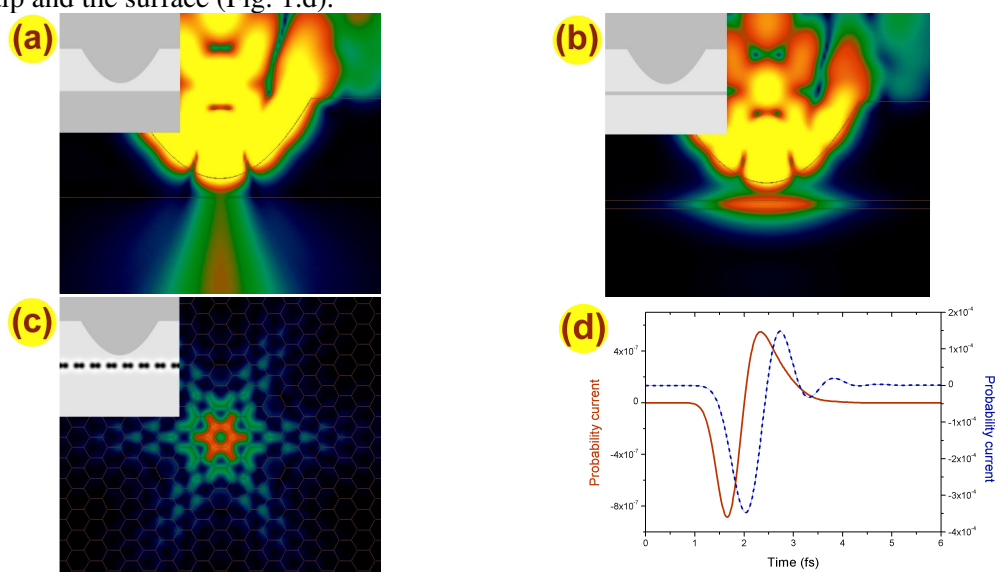 tip and the surface (Fig. 1.d).
(a)
(b)
(c)
(d)
Probability current
4x10⁻⁷
0
-4x10⁻⁷
-8x10⁻⁷
2x10⁻⁴
1x10⁻⁴
0
-1x10⁻⁴
-2x10⁻⁴
-3x10⁻⁴
-4x10⁻⁴
Probability current
0 1 2 3 4 5 6
Time (fs)